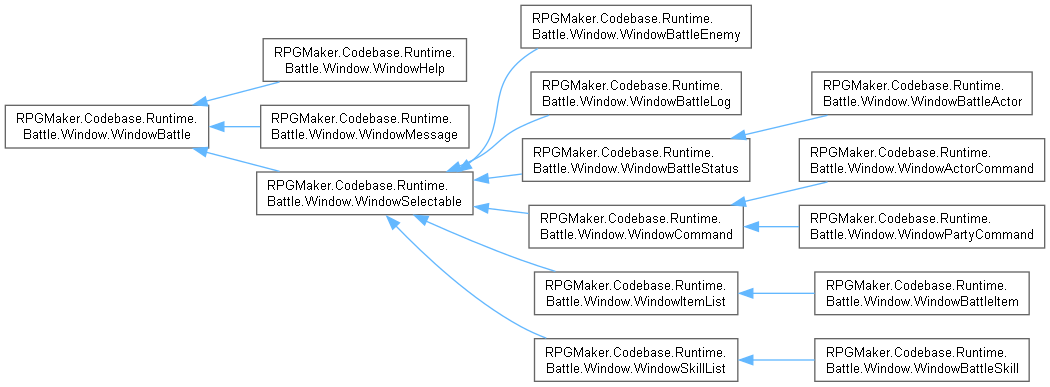 RPGMaker.Codebase.Runtime.
Battle.Window.WindowBattle
RPGMaker.Codebase.Runtime.
Battle.Window.WindowHelp
RPGMaker.Codebase.Runtime.
Battle.Window.WindowMessage
RPGMaker.Codebase.Runtime.
Battle.Window.WindowSelectable
RPGMaker.Codebase.Runtime.
Battle.Window.WindowBattleEnemy
RPGMaker.Codebase.Runtime.
Battle.Window.WindowBattleLog
RPGMaker.Codebase.Runtime.
Battle.Window.WindowBattleStatus
RPGMaker.Codebase.Runtime.
Battle.Window.WindowCommand
RPGMaker.Codebase.Runtime.
Battle.Window.WindowItemList
RPGMaker.Codebase.Runtime.
Battle.Window.WindowSkillList
RPGMaker.Codebase.Runtime.
Battle.Window.WindowBattleActor
RPGMaker.Codebase.Runtime.
Battle.Window.WindowActorCommand
RPGMaker.Codebase.Runtime.
Battle.Window.WindowPartyCommand
RPGMaker.Codebase.Runtime.
Battle.Window.WindowBattleItem
RPGMaker.Codebase.Runtime.
Battle.Window.WindowBattleSkill